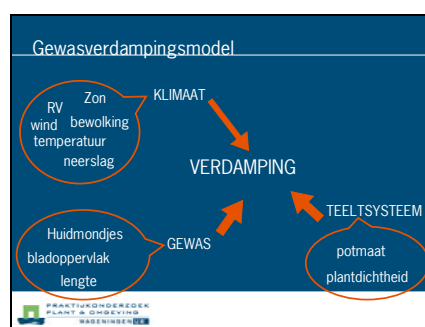 Gewasverdampingsmodel
KLIMAAT
Zon
RV
wind bewolking
temperatuur
neerslag
VERDAMPING
TEELTSYSTEEM
potmaat
plantdichtheid
GEWAS
Huidmondjes
bladoppervlak
lengte
PRAKTIJKONDERZOEK
PLANT & OMGEVING
WAGENINGEN UR